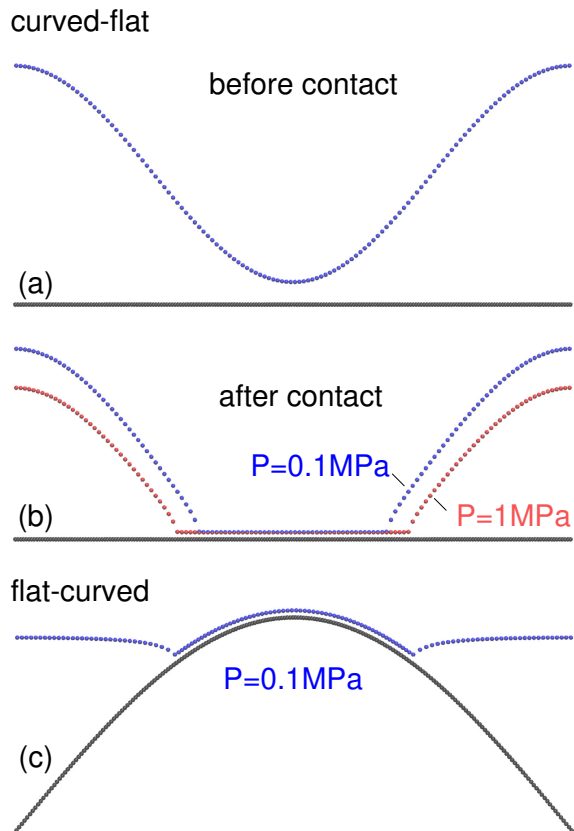 curved-flat
before contact
(a)
after contact
P=0.1MPa
P=1MPa
(b)
flat-curved
P=0.1MPa
(c)